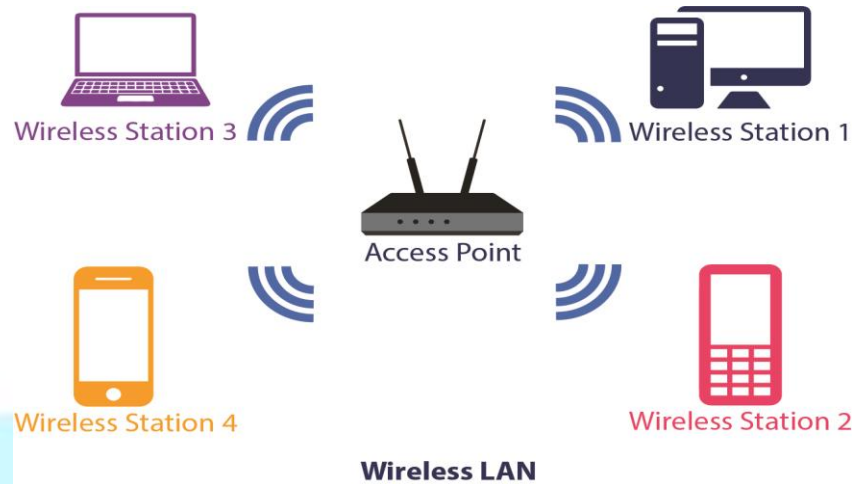 Wireless Station 3
Wireless Station 1
Access Point
Wireless Station 4
Wireless Station 2
Wireless LAN